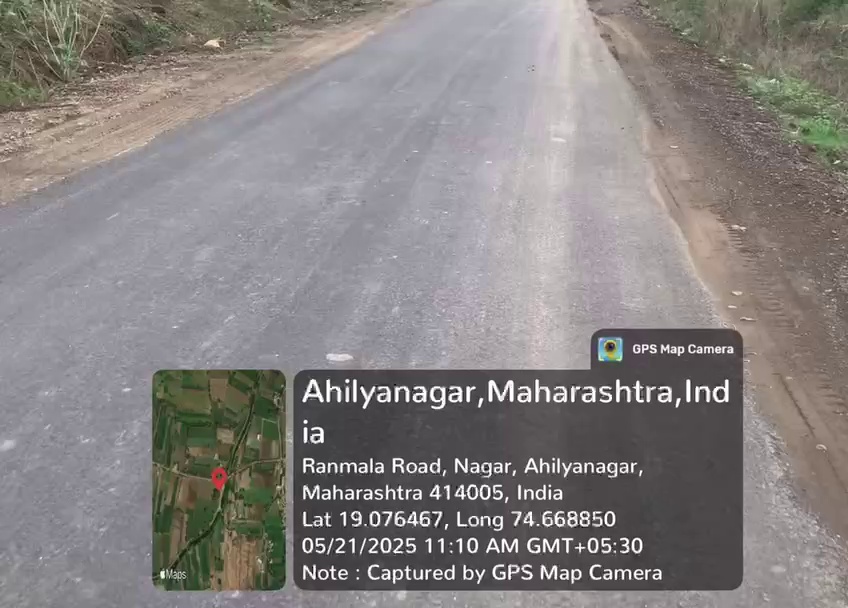 GPS Map Camera
Ahilyanagar,Maharashtra,Ind
ia
Ranmala Road, Nagar, Ahilyanagar,
Maharashtra 414005, India
Lat 19.076467, Long 74.668850
05/21/2025 11:10 AM GMT+05:30
Note : Captured by GPS Map Camera
Maps